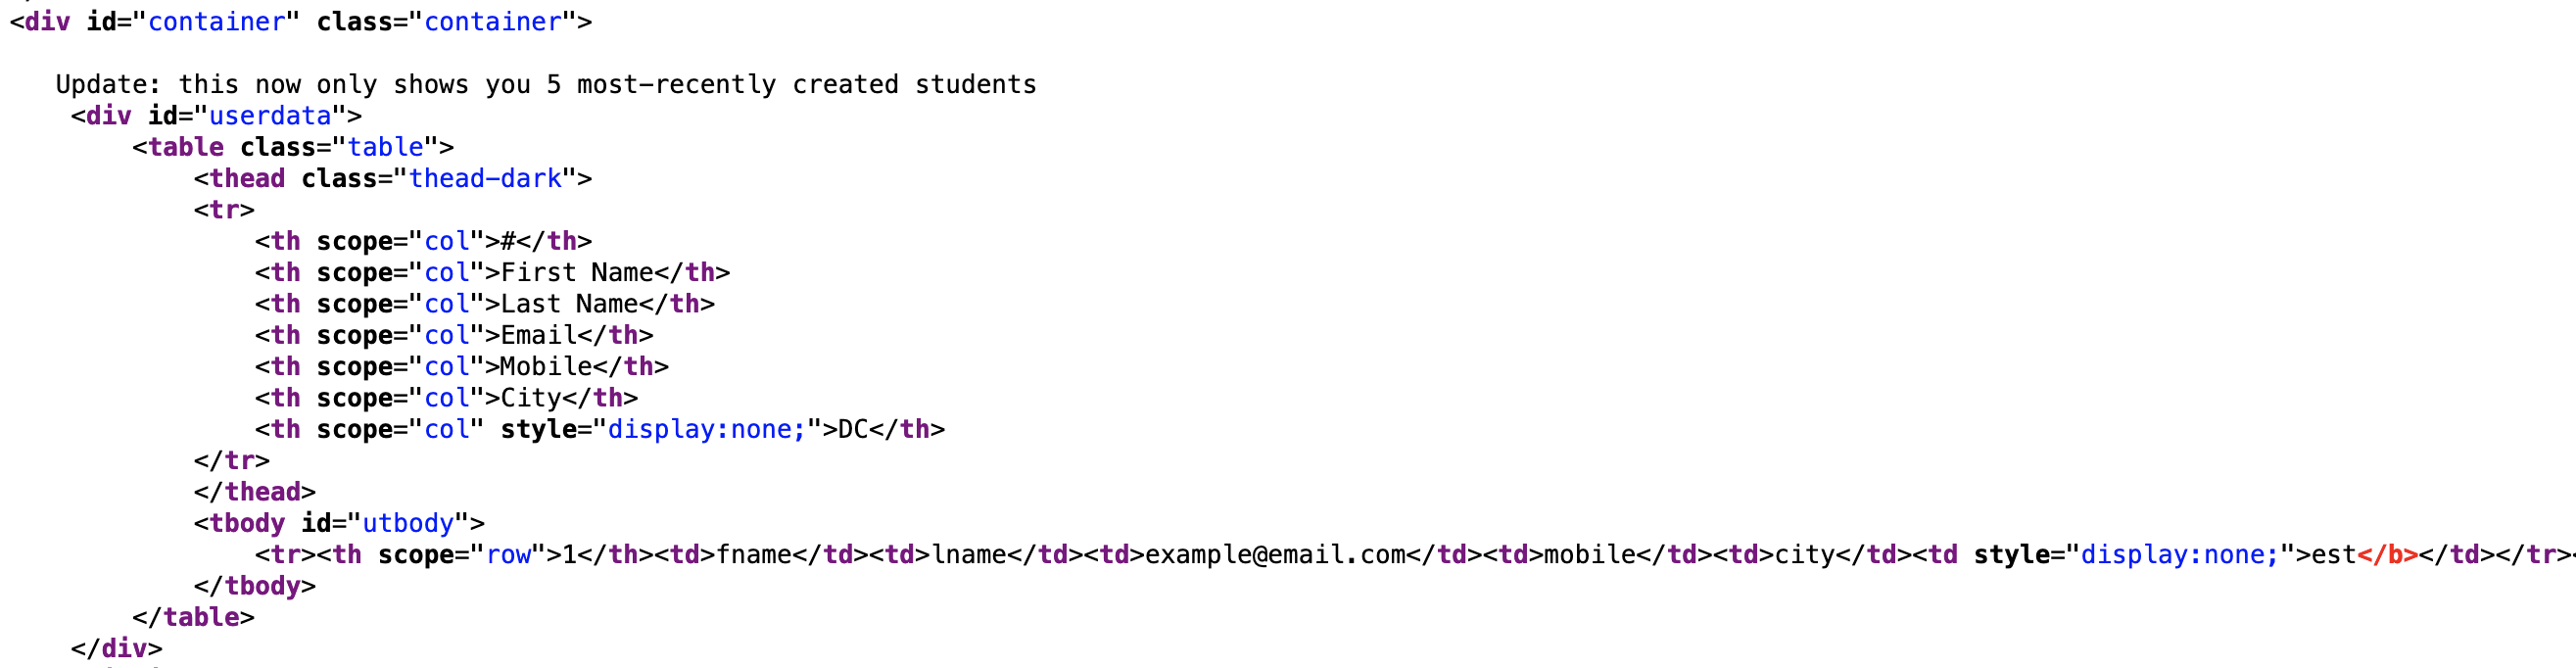 <div id="container" class="container">
Update: this now only shows you 5 most-recently created students
<div id="userdata">
<table class="table">
<thead class="thead-dark">
<tr>
<th scope="col">#</th>
<th scope="col">First Name</th>
<th scope="col">Last Name</th>
<th scope="col">Email</th>
<th scope="col">Mobile</th>
<th scope="col">City</th>
<th scope="col" style="display:none;">DC</th>
</tr>
</thead>
<tbody id="utbody">
<tr><th scope="row">1</th><td>fname</td><td>lname</td><td>example@email.com</td><td>mobile</td><td>city</td><td style="display:none;">est</b></td></tr>
</tbody>
</table>
</div>